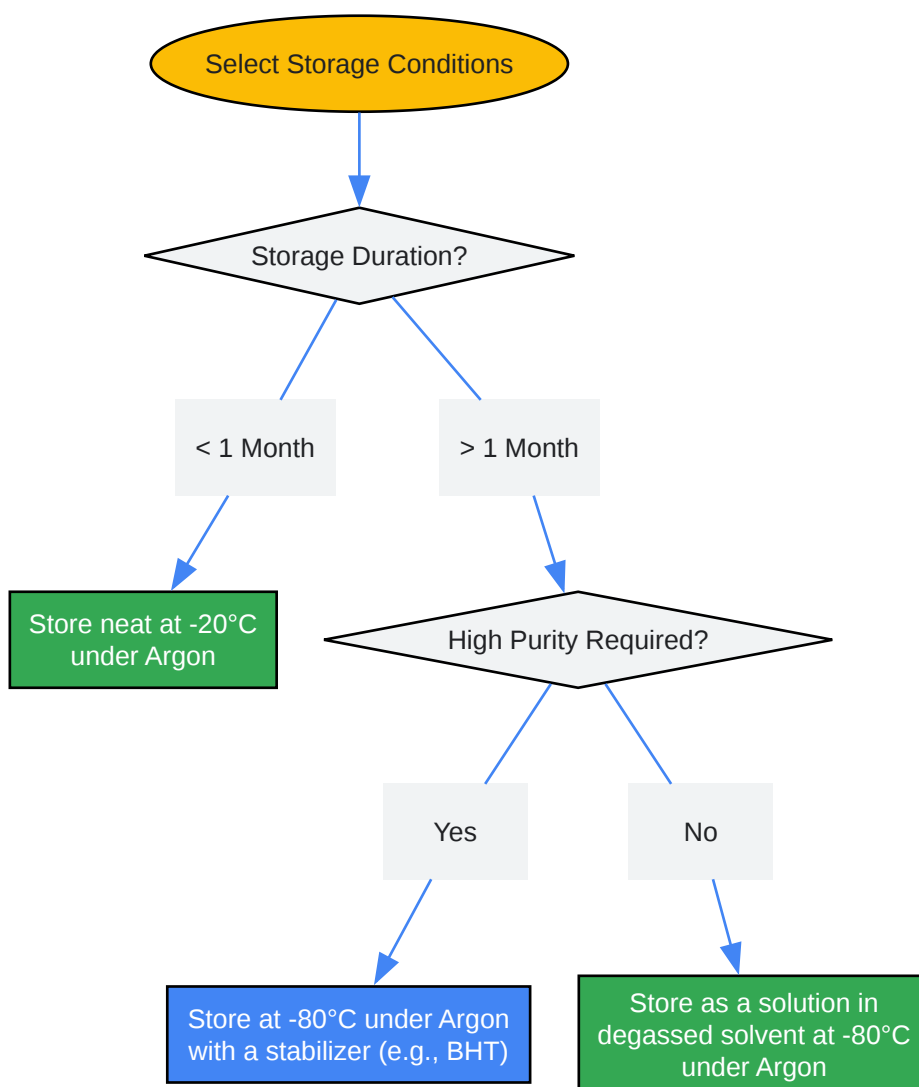 Select Storage Conditions
Storage Duration?
< 1 Month
> 1 Month
Store neat at -20°C
under Argon
High Purity Required?
Yes
No
Store at -80°C under Argon
with a stabilizer (e.g., BHT)
Store as a solution in
degassed solvent at -80°C
under Argon